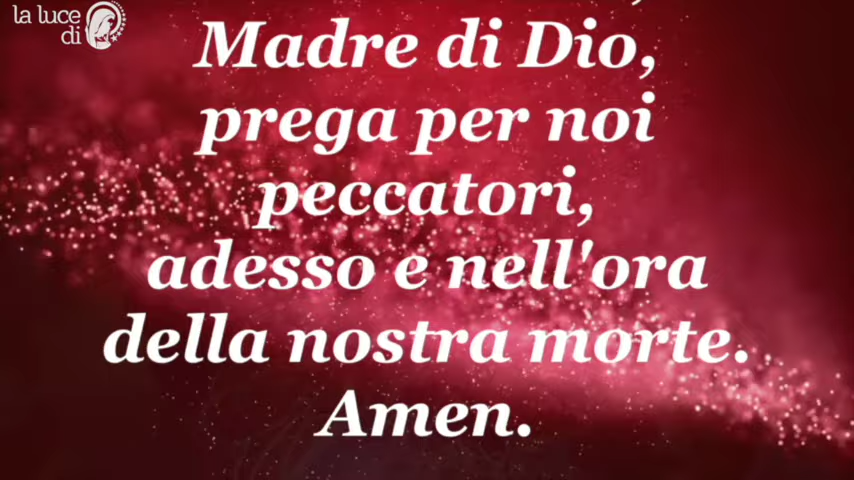 la luce
di
Madre di Dio,
prega per noi
peccatori,
adesso e nell'ora
della nostra morte.
Amen.